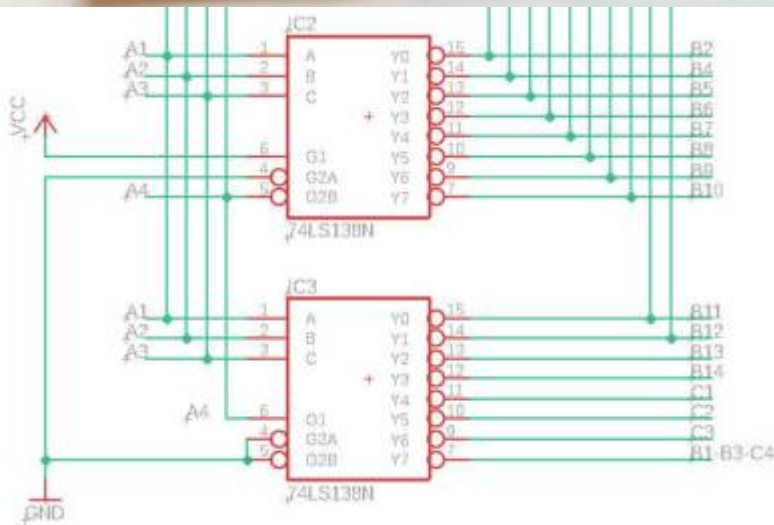 IC2
A1 1 A Y0 15 B2
A2 2 B Y1 14 B4
A3 3 C Y2 13 B5
Y3 12 B6
VCC
Y4 11 B7
6 G1 Y5 10 B8
4 G2A Y6 9 B9
A4 5 G2B Y7 7 B10
74LS138N
IC3
A1 1 A Y0 15 B11
A2 2 B Y1 14 B12
A3 3 C Y2 13 B13
Y3 12 B14
Y4 11 C1
A4 6 G1 Y5 10 C2
4 G2A Y6 9 C3
5 G2B Y7 7 B1-B3-C4
74LS138N
GND